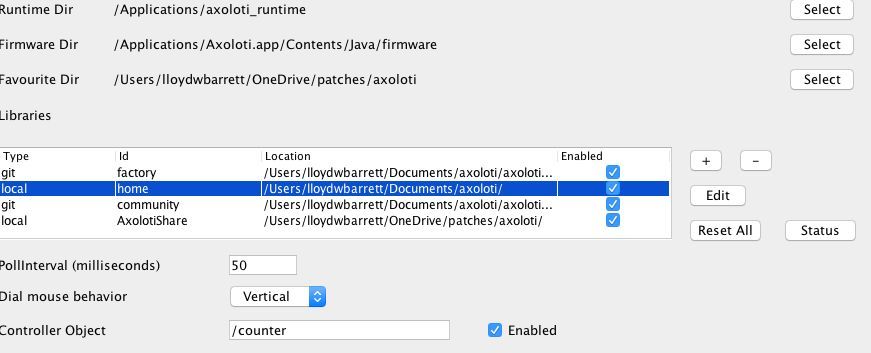 Runtime Dir /Applications/axoloti_runtime Select
Firmware Dir /Applications/Axoloti.app/Contents/Java/firmware Select
Favourite Dir /Users/lloydwbarrett/OneDrive/patches/axoloti Select
Libraries
Type Id Location Enabled
git factory /Users/lloydwbarrett/Documents/axoloti/axoloti...
local home /Users/lloydwbarrett/Documents/axoloti/
git community /Users/lloydwbarrett/Documents/axoloti/axoloti...
local AxolotiShare /Users/lloydwbarrett/OneDrive/patches/axoloti/
+ -
Edit
Reset All Status
PollInterval (milliseconds) 50
Dial mouse behavior Vertical
Controller Object /counter Enabled